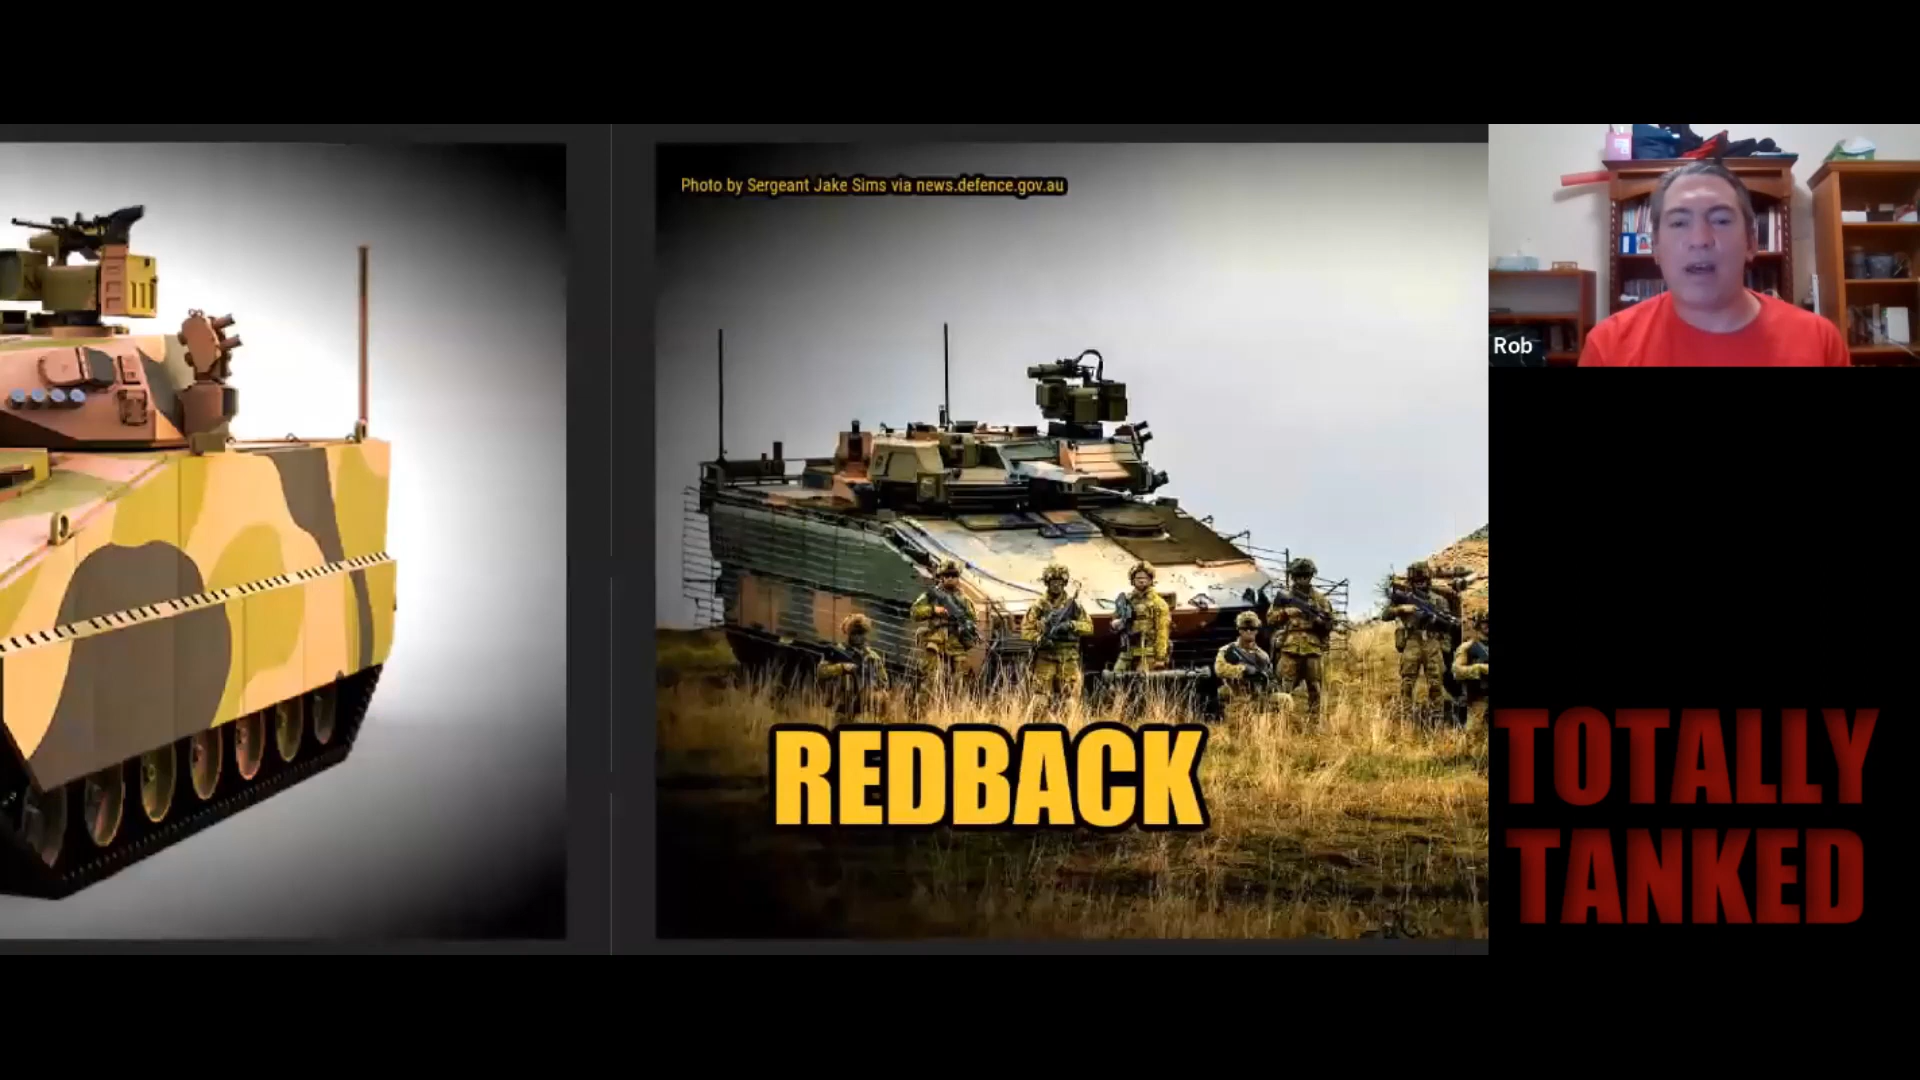 Photo by Sergeant Jake Sims via news.defence.gov.au
Rob
REDBACK
TOTALLY
TANKED